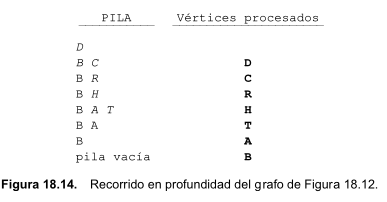 PILA Vértices procesados
D
B C D
B R C
B H R
B A T H
B A T
B A
pila vacía B
Figura 18.14. Recorrido en profundidad del grafo de Figura 18.12.